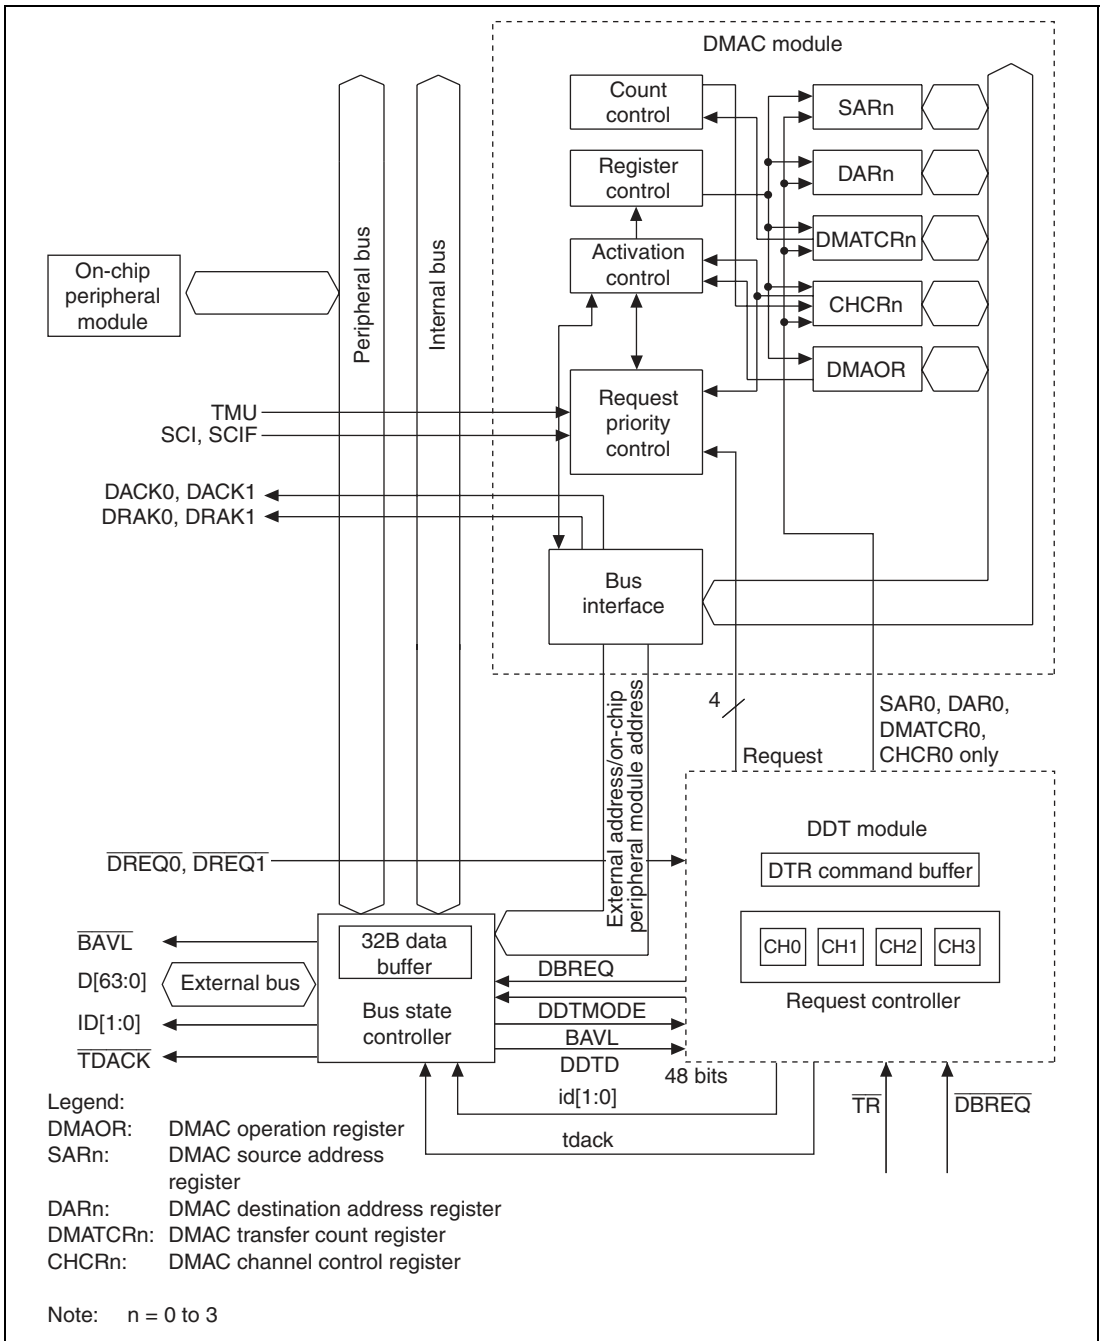 DMAC module
Count
control
SARn
Register
control
DARn
DMATCRn
Activation
control
CHCRn
DMAOR
On-chip
peripheral
module
Peripheral bus
Internal bus
Request
priority
control
TMU
SCI, SCIF
DACK0, DACK1
DRAK0, DRAK1
Bus
interface
External address/on-chip
peripheral module address
4
Request
SAR0, DAR0,
DMATCR0,
CHCR0 only
DDT module
DTR command buffer
CH0 CH1 CH2 CH3
Request controller
DREQ0, DREQ1
32B data
buffer
Bus state
controller
BAVL
D[63:0]
External bus
ID[1:0]
TDACK
DBREQ
DDTMODE
BAVL
DDTD
48 bits
id[1:0]
tdack
TR
DBREQ
Legend:
DMAOR: DMAC operation register
SARn: DMAC source address
register
DARn: DMAC destination address register
DMATCRn: DMAC transfer count register
CHCRn: DMAC channel control register
Note: n = 0 to 3